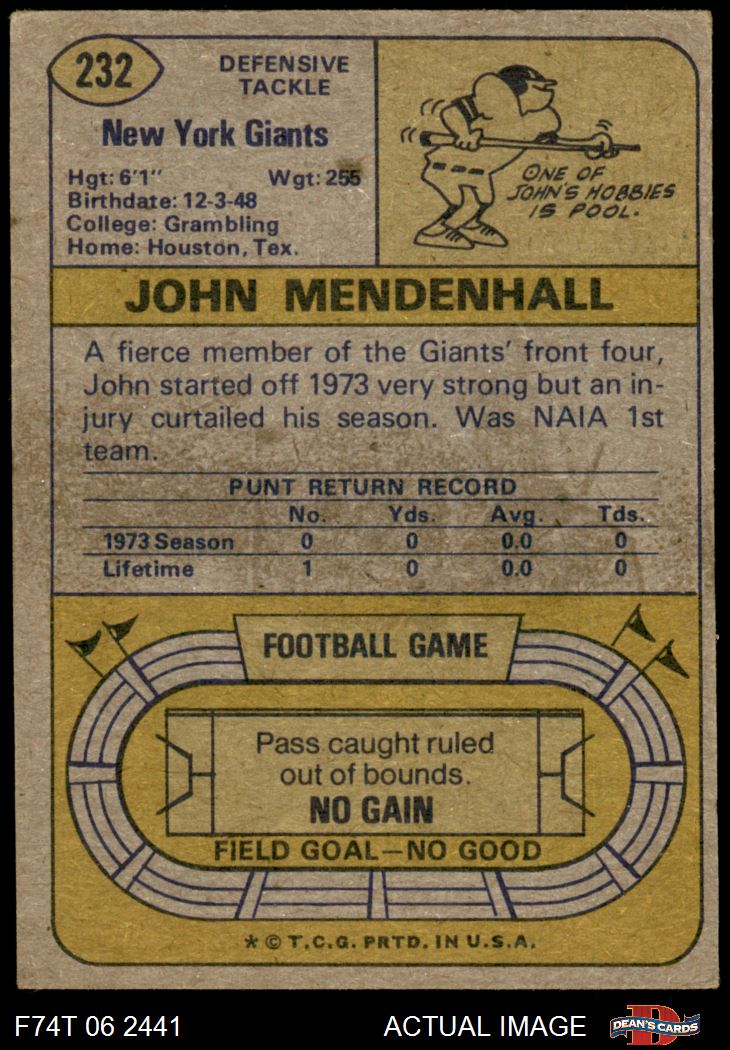 232
DEFENSIVE
TACKLE
New York Giants
Hgt: 6'1" Wgt: 255
Birthdate: 12-3-48
College: Grambling
Home: Houston, Tex.
ONE OF
JOHN'S HOBBIES
IS POOL.
JOHN MENDENHALL
A fierce member of the Giants' front four,
John started off 1973 very strong but an in-
jury curtailed his season. Was NAIA 1st
team.
PUNT RETURN RECORD
No. Yds. Avg. Tds.
1973 Season 0 0 0.0 0
Lifetime 1 0 0.0 0
FOOTBALL GAME
Pass caught ruled
out of bounds.
NO GAIN
FIELD GOAL—NO GOOD
* © T.C.G. PRTD. IN U.S.A.
F74T 06 2441 ACTUAL IMAGE
D
DEAN'S CARDS